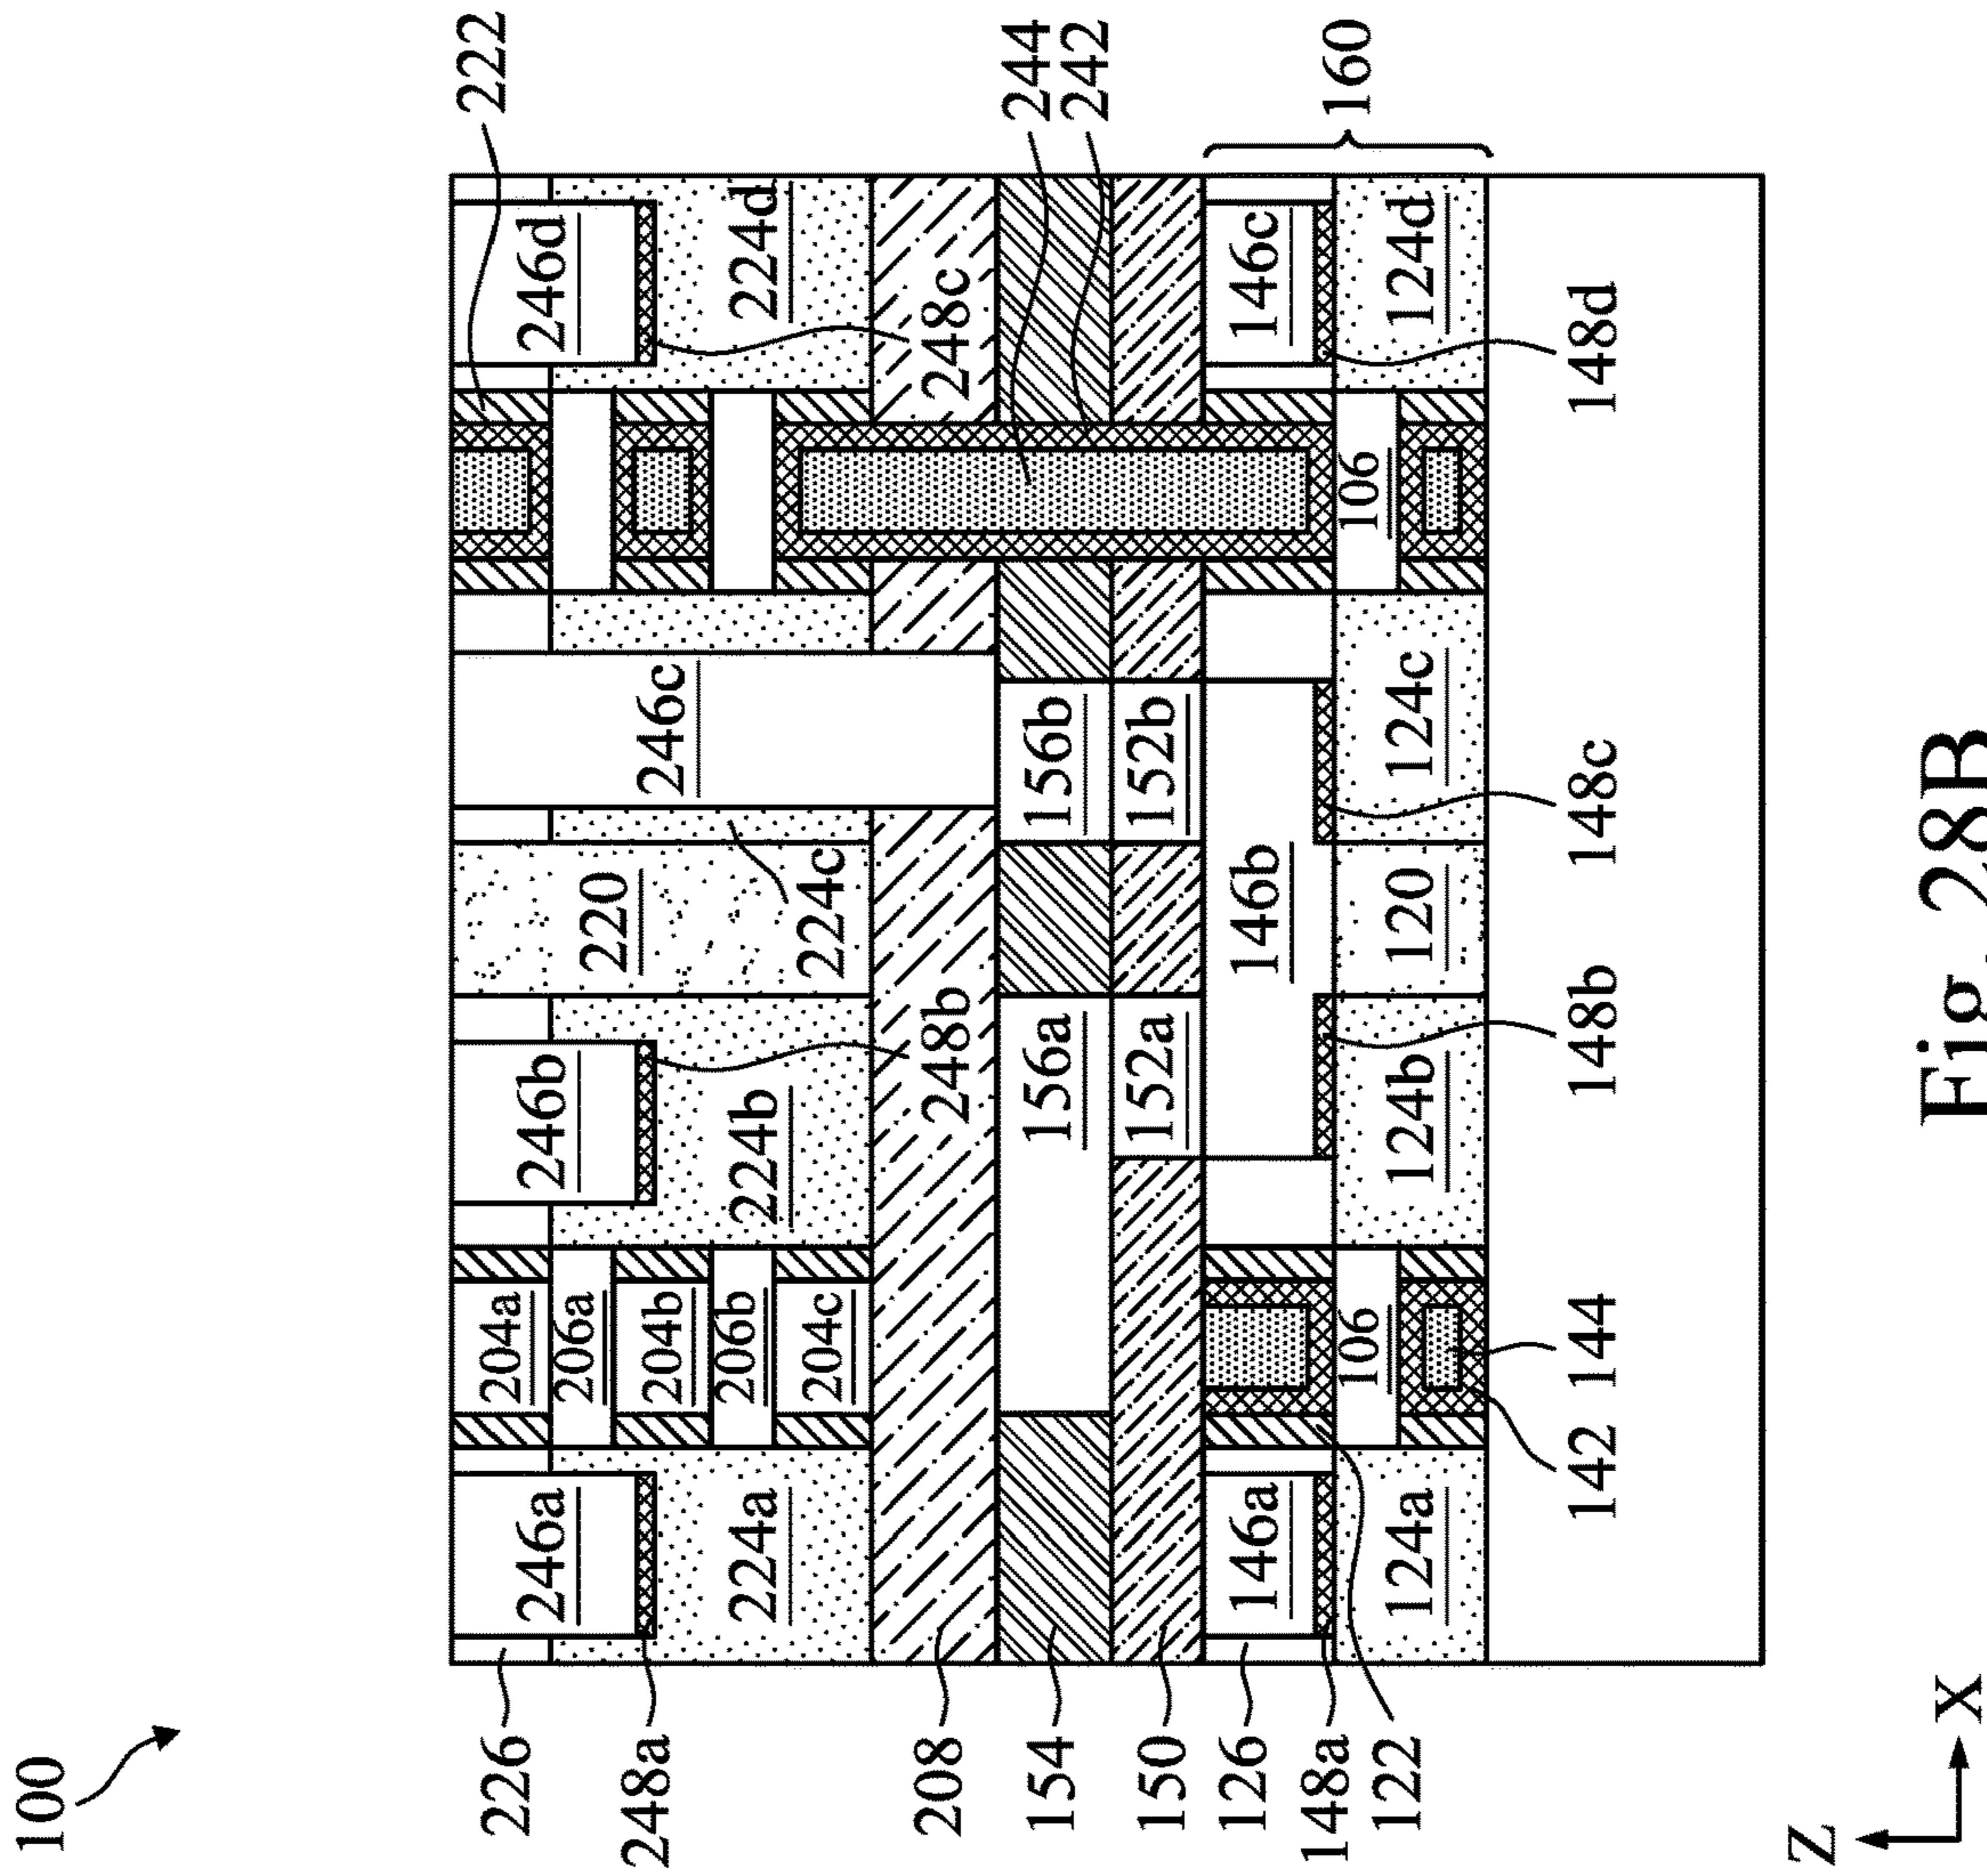 100
226 204a 222
246a 246b 246d
206a
220
248a
204b 246c
206b
224a 224b 224d
204c 224c
208 248b 248c
154 156a 156b 244
242
150 152a 152b
126 146a 146b 146c
148a
106 106 160
122 124a 124b 120 124c 124d
142 144 148b 148c 148d
Z
X
Fig. 28B